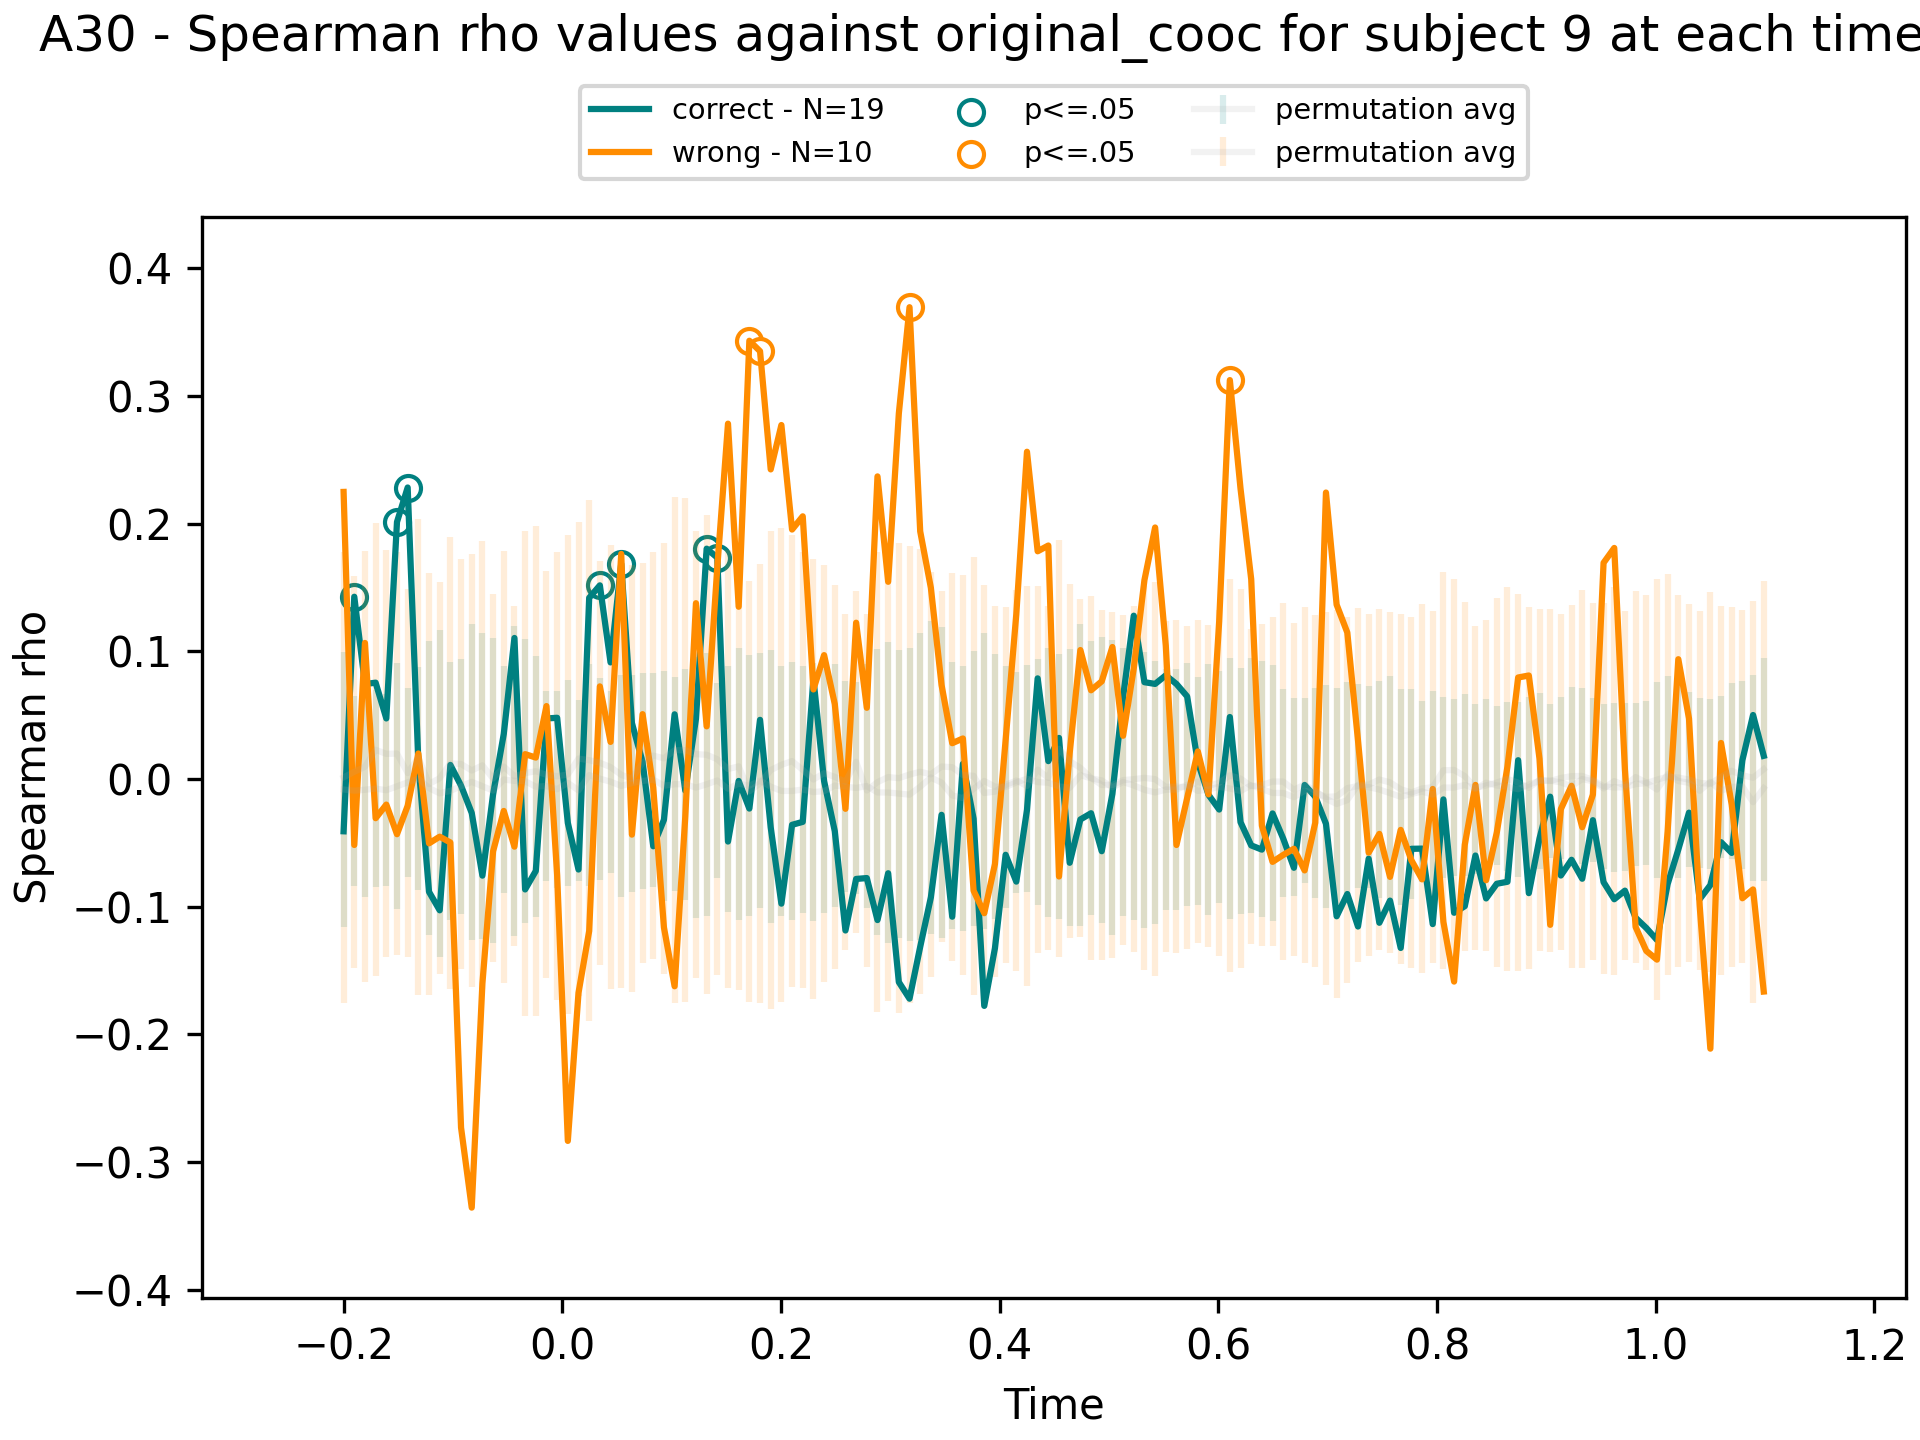 A30 - Spearman rho values against original_cooc for subject 9 at each time
correct - N=19
wrong - N=10
p<=.05
p<=.05
permutation avg
permutation avg
Spearman rho
0.4
0.3
0.2
0.1
0.0
−0.1
−0.2
−0.3
−0.4
−0.2 0.0 0.2 0.4 0.6 0.8 1.0 1.2
Time